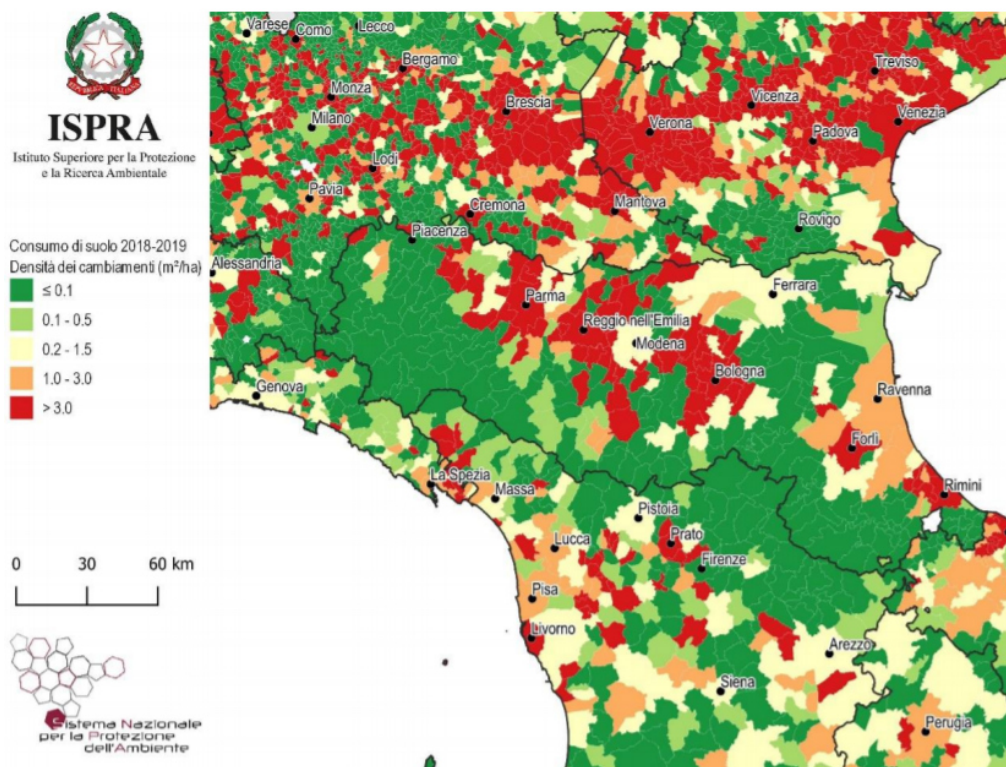 ISPRA
Istituto Superiore per la Protezione
e la Ricerca Ambientale
Consumo di suolo 2018-2019
Densità dei cambiamenti (m²/ha)
≤ 0.1
0.1 - 0.5
0.2 - 1.5
1.0 - 3.0
> 3.0
0 30 60 km
Sistema Nazionale
per la Protezione
dell'Ambiente
Varese
Como
Lecco
Bergamo
Monza
Milano
Brescia
Lodi
Pavia
Cremona
Mantova
Verona
Vicenza
Treviso
Venezia
Padova
Rovigo
Piacenza
Alessandria
Parma
Reggio nell'Emilia
Modena
Ferrara
Bologna
Genova
Ravenna
Forlì
Rimini
La Spezia
Massa
Pistoia
Lucca
Prato
Firenze
Pisa
Livorno
Arezzo
Siena
Perugia